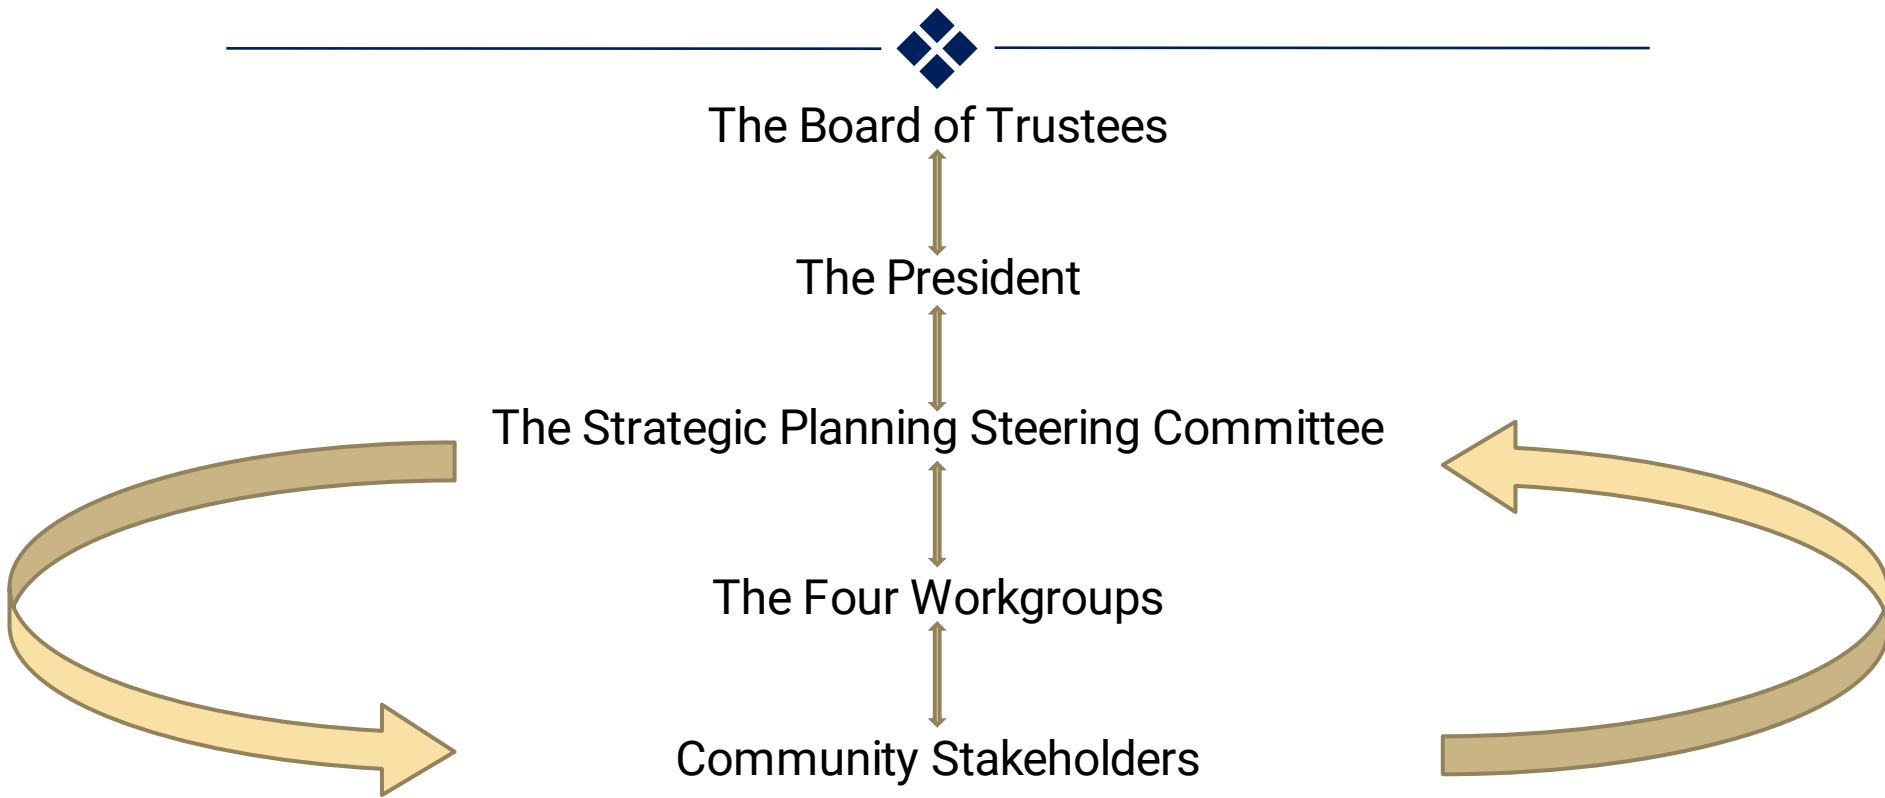 The Board of Trustees
The President
The Strategic Planning Steering Committee
The Four Workgroups
Community Stakeholders